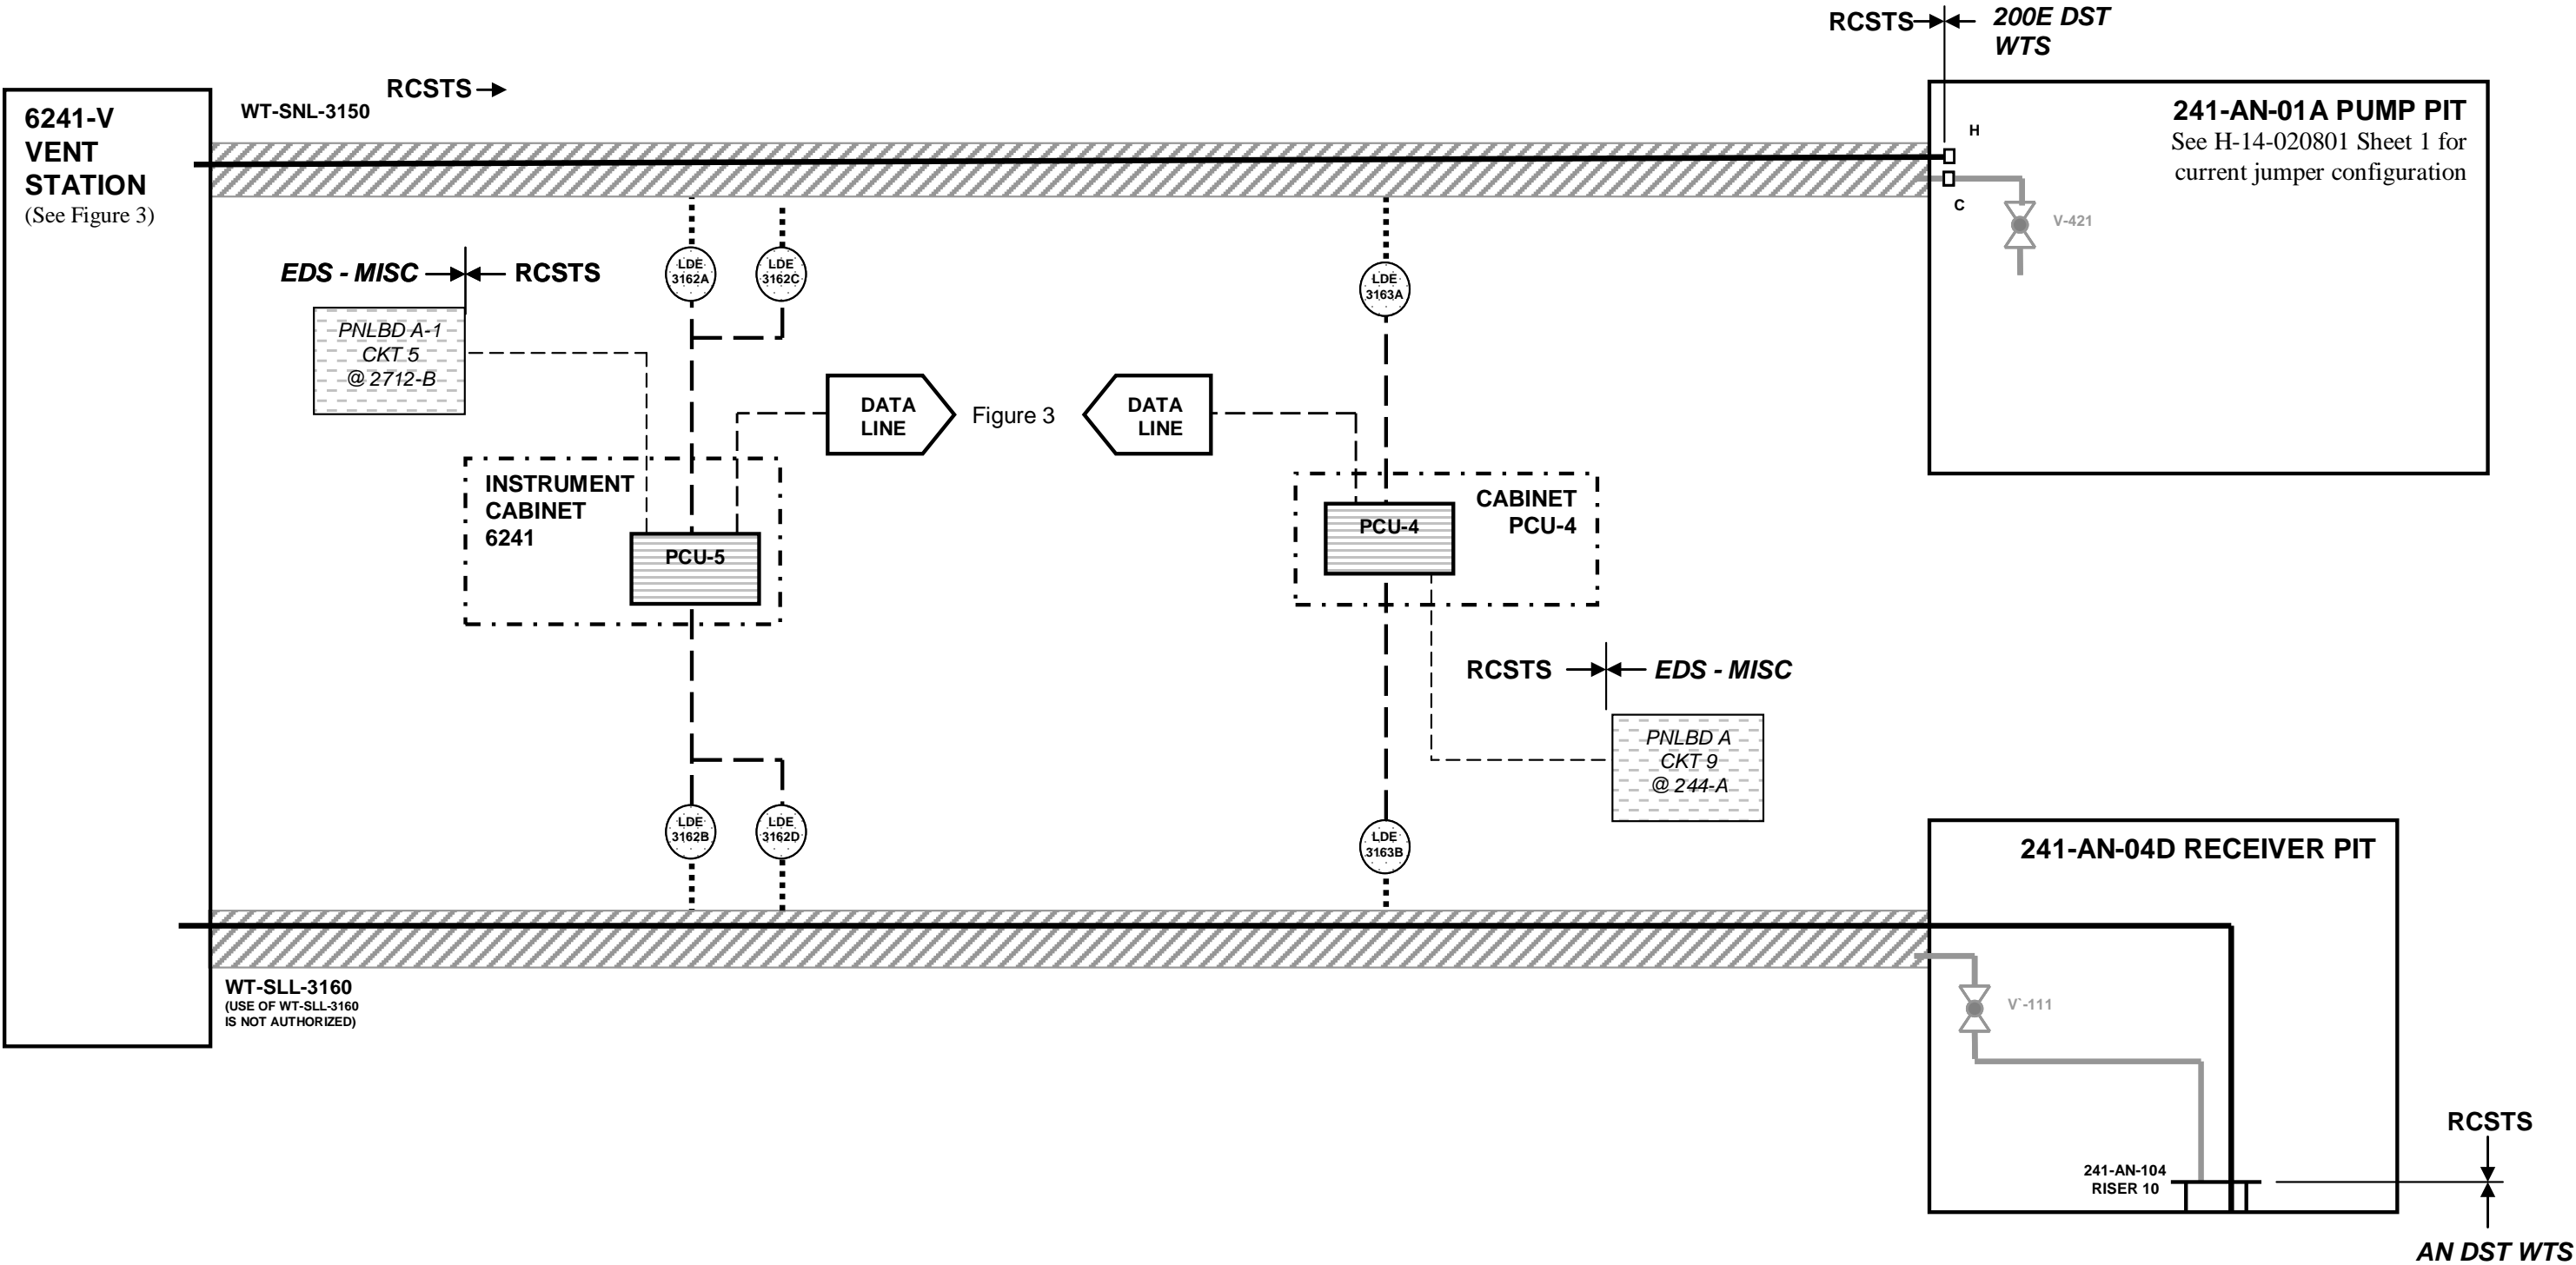 RCSTS
200E DST
WTS
RCSTS
WT-SNL-3150
6241-V
VENT
STATION
(See Figure 3)
241-AN-01A PUMP PIT
See H-14-020801 Sheet 1 for
current jumper configuration
H
C
V-421
EDS - MISC
RCSTS
LDE
3162A
LDE
3162C
LDE
3163A
PNLBD A-1
CKT 5
@ 2712-B
DATA
LINE
Figure 3
DATA
LINE
INSTRUMENT
CABINET
6241
PCU-5
CABINET
PCU-4
PCU-4
RCSTS
EDS - MISC
PNLBD A
CKT 9
@ 244-A
LDE
3162B
LDE
3162D
LDE
3163B
241-AN-04D RECEIVER PIT
WT-SLL-3160
(USE OF WT-SLL-3160
IS NOT AUTHORIZED)
V`-111
241-AN-104
RISER 10
RCSTS
AN DST WTS